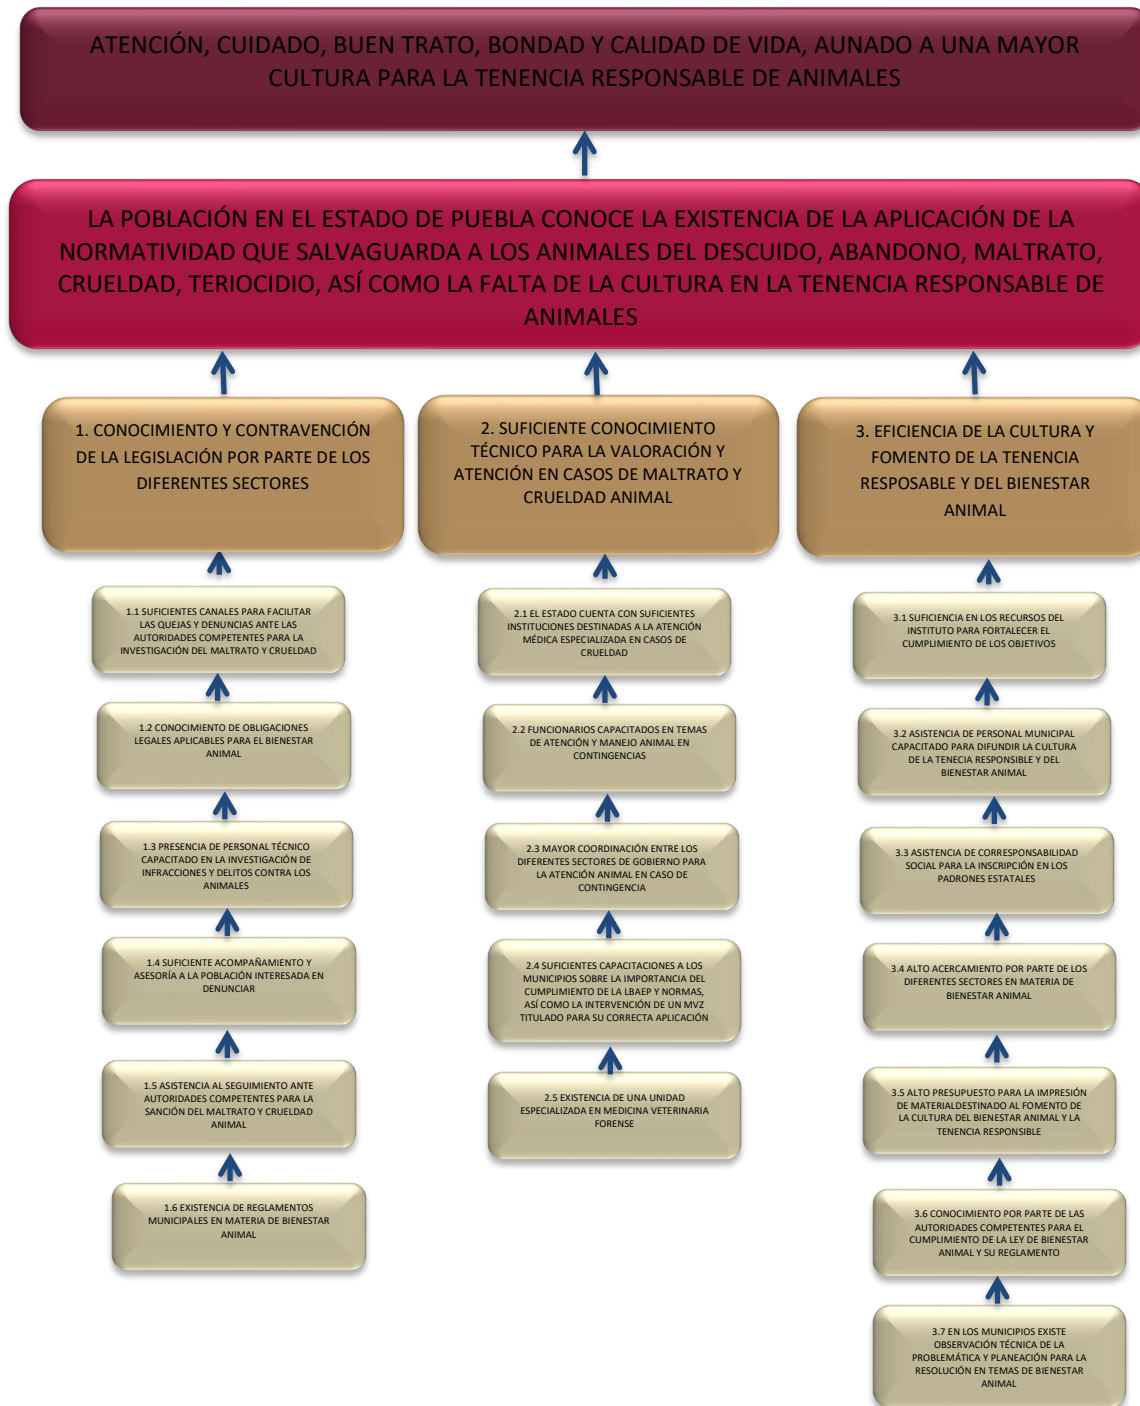 ATENCIÓN, CUIDADO, BUEN TRATO, BONDAD Y CALIDAD DE VIDA, AUNADO A UNA MAYOR
CULTURA PARA LA TENENCIA RESPONSABLE DE ANIMALES
LA POBLACIÓN EN EL ESTADO DE PUEBLA CONOCE LA EXISTENCIA DE LA APLICACIÓN DE LA
NORMATIVIDAD QUE SALVAGUARDA A LOS ANIMALES DEL DESCUIDO, ABANDONO, MALTRATO,
CRUELDAD, TERIOCIDIO, ASÍ COMO LA FALTA DE LA CULTURA EN LA TENENCIA RESPONSABLE DE
ANIMALES
1. CONOCIMIENTO Y CONTRAVENCIÓN
DE LA LEGISLACIÓN POR PARTE DE LOS
DIFERENTES SECTORES
1.1 SUFICIENTES CANALES PARA FACILITAR
LAS QUEJAS Y DENUNCIAS ANTE LAS
AUTORIDADES COMPETENTES PARA LA
INVESTIGACIÓN DEL MALTRATO Y CRUELDAD
1.2 CONOCIMIENTO DE OBLIGACIONES
LEGALES APLICABLES PARA EL BIENESTAR
ANIMAL
1.3 PRESENCIA DE PERSONAL TÉCNICO
CAPACITADO EN LA INVESTIGACIÓN DE
INFRACCIONES Y DELITOS CONTRA LOS
ANIMALES
1.4 SUFICIENTE ACOMPAÑAMIENTO Y
ASESORÍA A LA POBLACIÓN INTERESADA EN
DENUNCIAR
1.5 ASISTENCIA AL SEGUIMIENTO ANTE
AUTORIDADES COMPETENTES PARA LA
SANCIÓN DEL MALTRATO Y CRUELDAD
ANIMAL
1.6 EXISTENCIA DE REGLAMENTOS
MUNICIPALES EN MATERIA DE BIENESTAR
ANIMAL
2. SUFICIENTE CONOCIMIENTO
TÉCNICO PARA LA VALORACIÓN Y
ATENCIÓN EN CASOS DE MALTRATO Y
CRUELDAD ANIMAL
2.1 EL ESTADO CUENTA CON SUFICIENTES
INSTITUCIONES DESTINADAS A LA ATENCIÓN
MÉDICA ESPECIALIZADA EN CASOS DE
CRUELDAD
2.2 FUNCIONARIOS CAPACITADOS EN TEMAS
DE ATENCIÓN Y MANEJO ANIMAL EN
CONTINGENCIAS
2.3 MAYOR COORDINACIÓN ENTRE LOS
DIFERENTES SECTORES DE GOBIERNO PARA
LA ATENCIÓN ANIMAL EN CASO DE
CONTINGENCIA
2.4 SUFICIENTES CAPACITACIONES A LOS
MUNICIPIOS SOBRE LA IMPORTANCIA DEL
CUMPLIMIENTO DE LA LBAEP Y NORMAS,
ASÍ COMO LA INTERVENCIÓN DE UN MVZ
TITULADO PARA SU CORRECTA APLICACIÓN
2.5 EXISTENCIA DE UNA UNIDAD
ESPECIALIZADA EN MEDICINA VETERINARIA
FORENSE
3. EFICIENCIA DE LA CULTURA Y
FOMENTO DE LA TENENCIA
RESPOSABLE Y DEL BIENESTAR
ANIMAL
3.1 SUFICIENCIA EN LOS RECURSOS DEL
INSTITUTO PARA FORTALECER EL
CUMPLIMIENTO DE LOS OBJETIVOS
3.2 ASISTENCIA DE PERSONAL MUNICIPAL
CAPACITADO PARA DIFUNDIR LA CULTURA
DE LA TENECIA RESPONSIBLE Y DEL
BIENESTAR ANIMAL
3.3 ASISTENCIA DE CORRESPONSABILIDAD
SOCIAL PARA LA INSCRIPCIÓN EN LOS
PADRONES ESTATALES
3.4 ALTO ACERCAMIENTO POR PARTE DE LOS
DIFERENTES SECTORES EN MATERIA DE
BIENESTAR ANIMAL
3.5 ALTO PRESUPUESTO PARA LA IMPRESIÓN
DE MATERIALDESTINADO AL FOMENTO DE
LA CULTURA DEL BIENESTAR ANIMAL Y LA
TENENCIA RESPONSIBLE
3.6 CONOCIMIENTO POR PARTE DE LAS
AUTORIDADES COMPETENTES PARA EL
CUMPLIMIENTO DE LA LEY DE BIENESTAR
ANIMAL Y SU REGLAMENTO
3.7 EN LOS MUNICIPIOS EXISTE
OBSERVACIÓN TÉCNICA DE LA
PROBLEMÁTICA Y PLANEACIÓN PARA LA
RESOLUCIÓN EN TEMAS DE BIENESTAR
ANIMAL